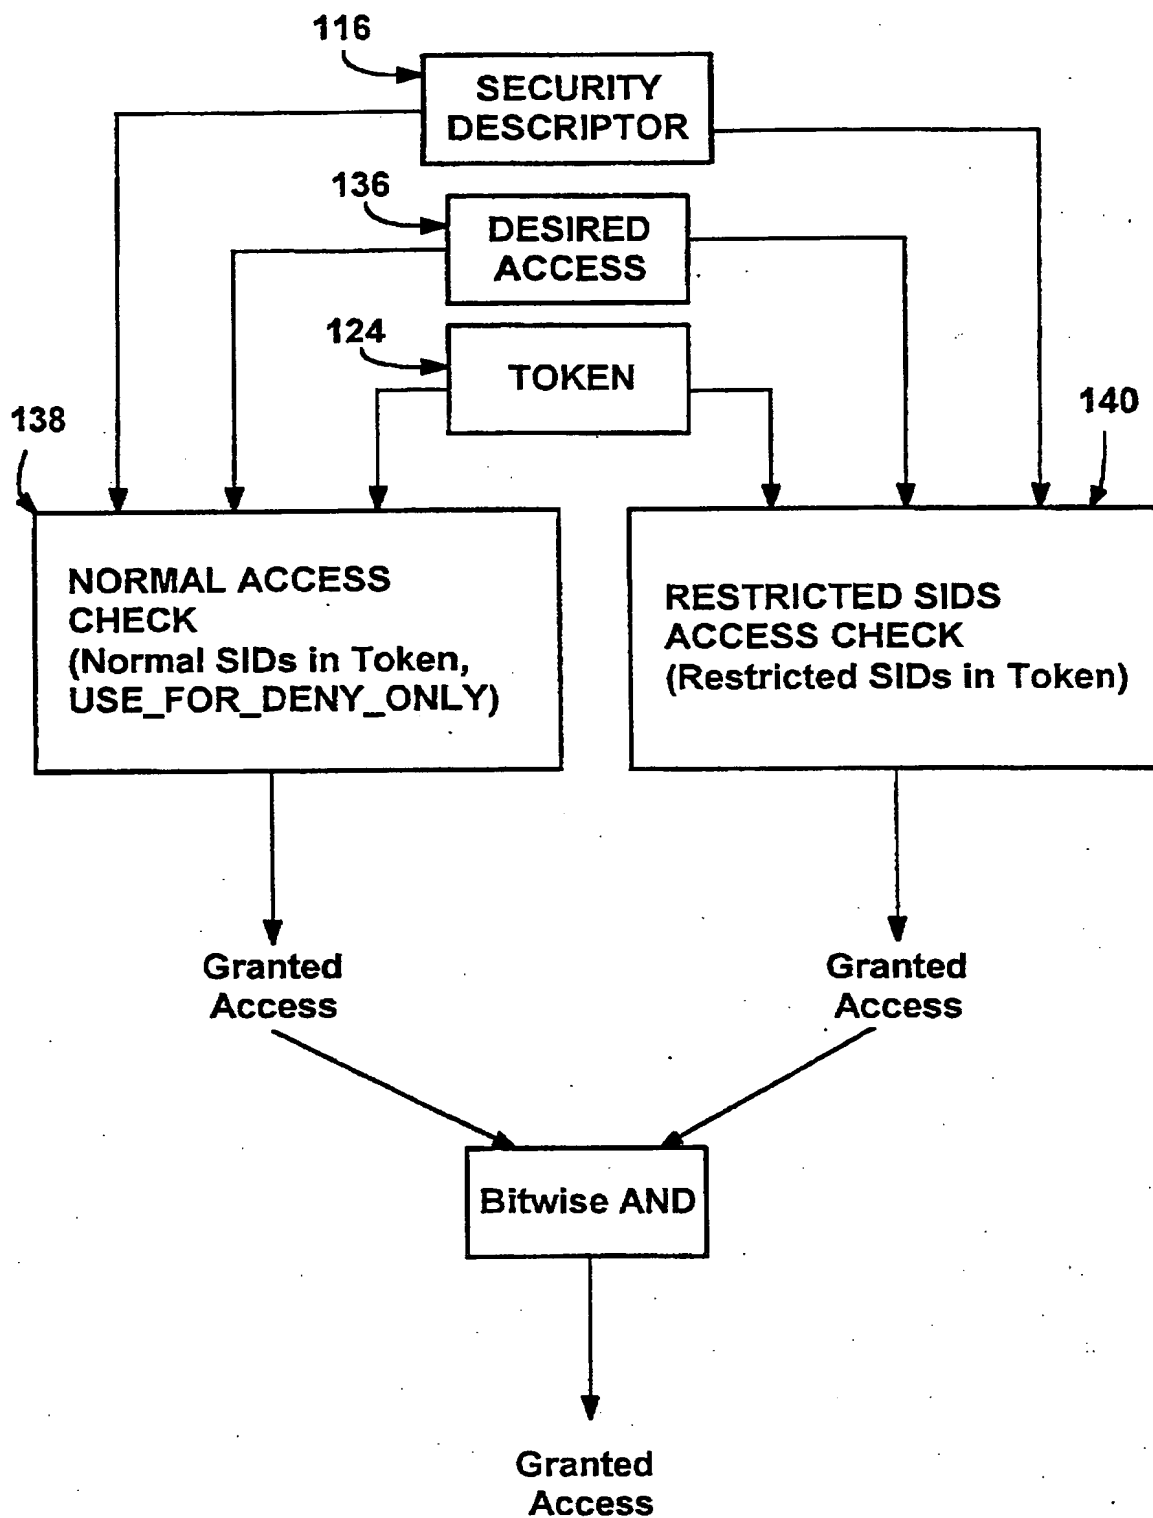 116
SECURITY
DESCRIPTOR
136
DESIRED
ACCESS
124
TOKEN
138
140
NORMAL ACCESS
CHECK
(Normal SIDs in Token,
USE_FOR_DENY_ONLY)
RESTRICTED SIDS
ACCESS CHECK
(Restricted SIDs in Token)
Granted
Access
Granted
Access
Bitwise AND
Granted
Access